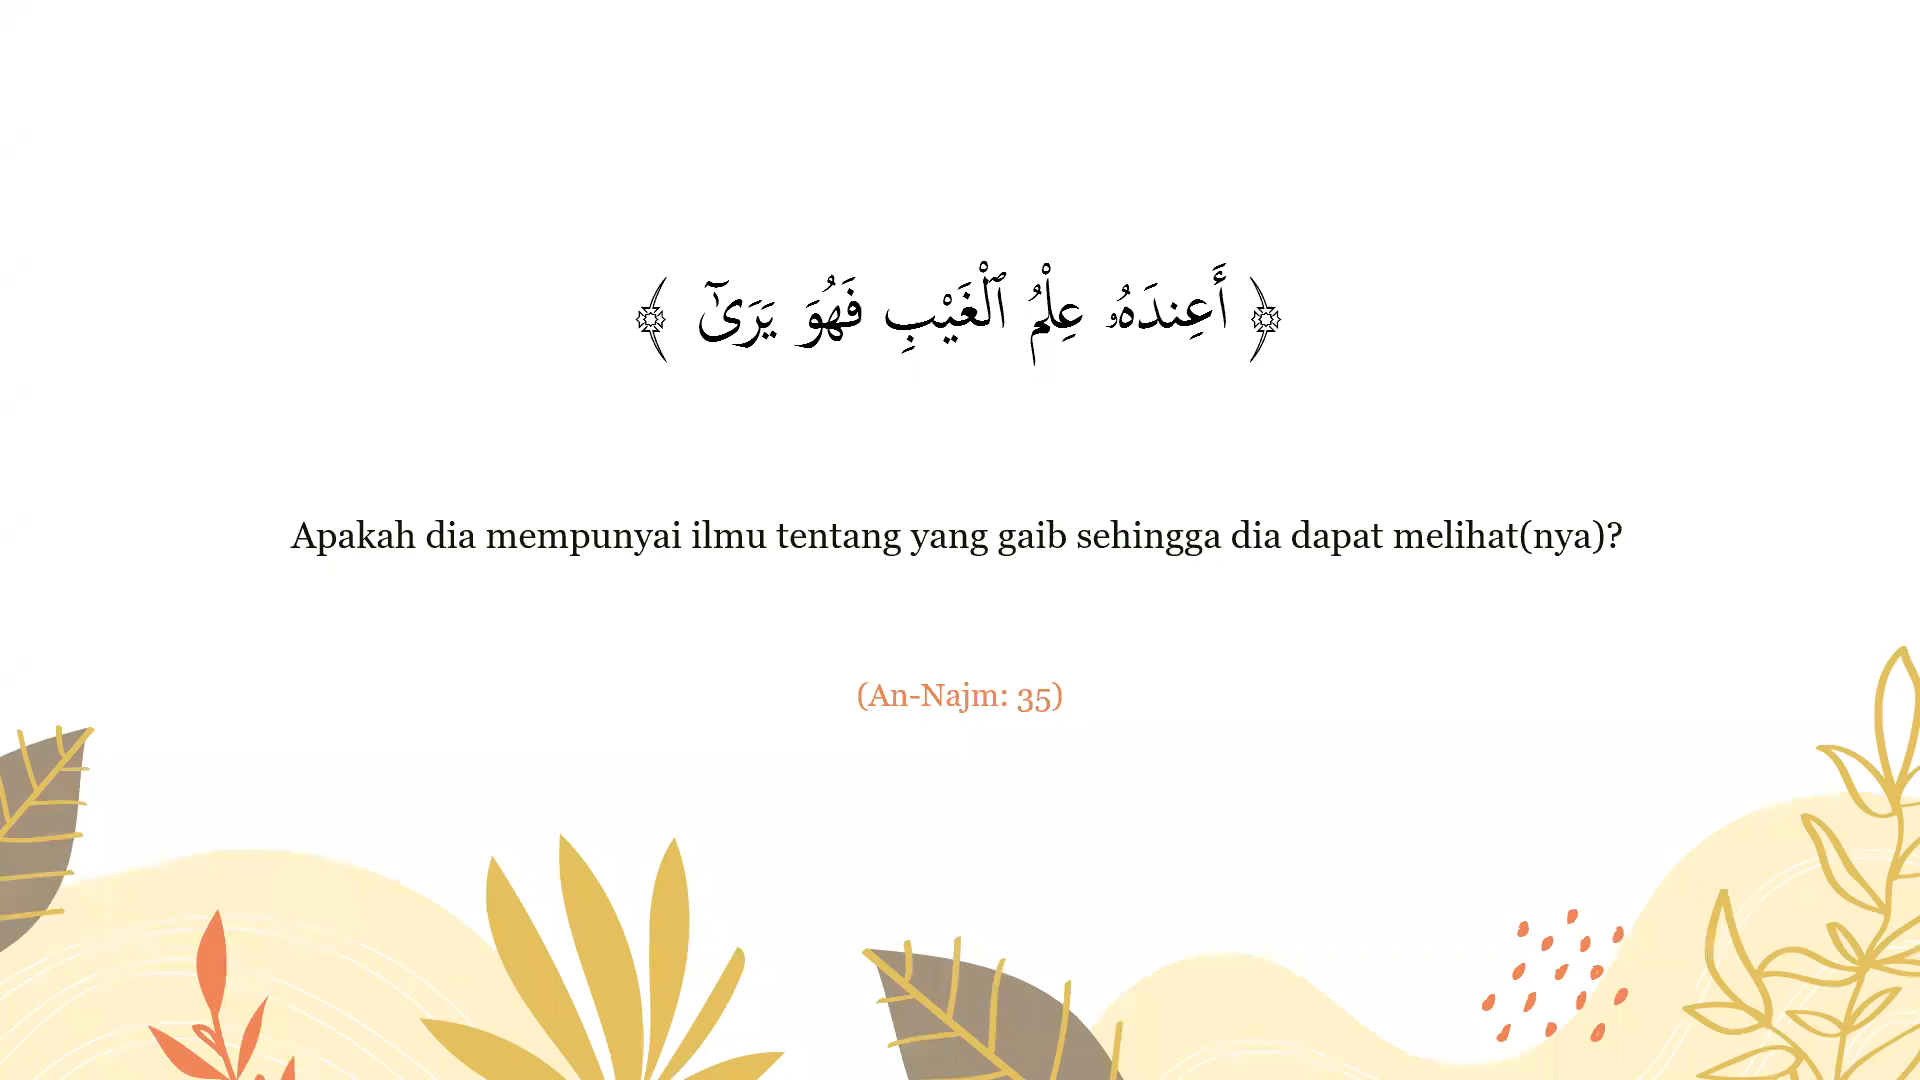 ﴿ أَعِندَهُۥ عِلْمُ ٱلْغَيْبِ فَهُوَ يَرَىٰٓ ﴾
Apakah dia mempunyai ilmu tentang yang gaib sehingga dia dapat melihat(nya)?
(An-Najm: 35)